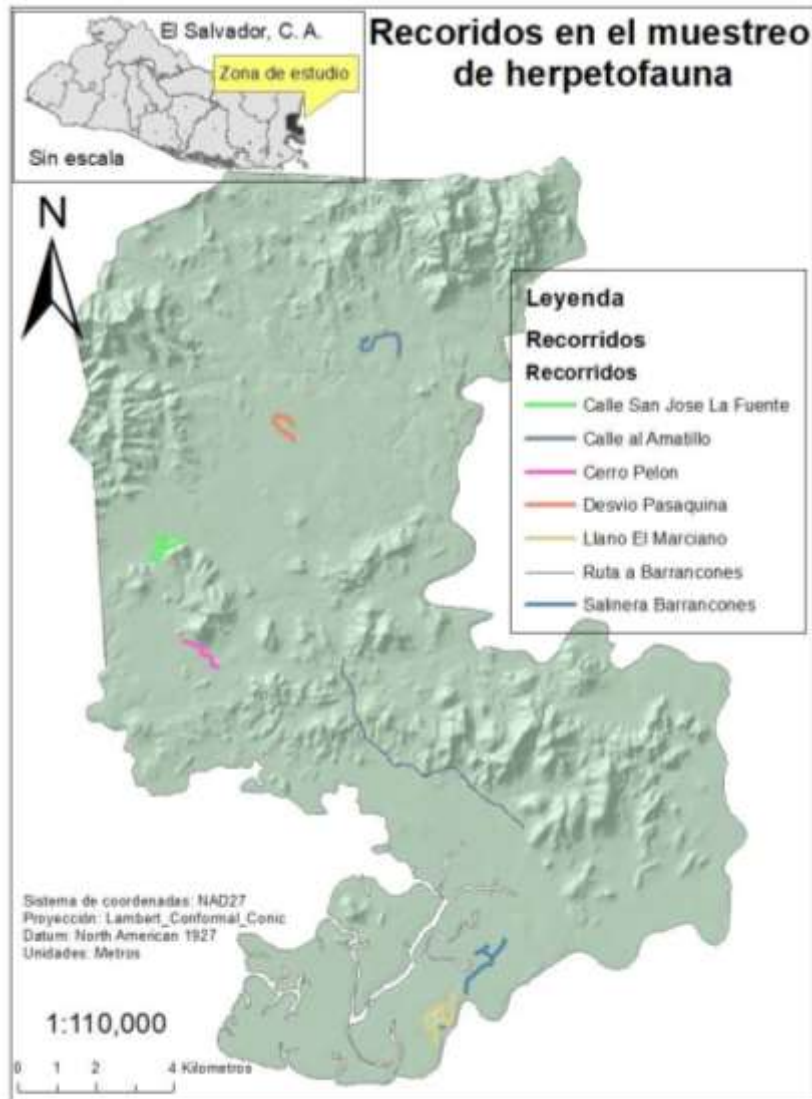 El Salvador, C. A.
Zona de estudio
Sin escala
Recoridos en el muestreo
de herpetofauna
N
Leyenda
Recorridos
Recorridos
Calle San Jose La Fuente
Calle al Amatillo
Cerro Pelon
Desvio Pasaquina
Llano El Marciano
Ruta a Barrancones
Salinera Barrancones
Sistema de coordenadas: NAD27
Proyección: Lambert_Conformal_Conic
Datum: North American 1927
Unidades: Metros
1:110,000
0 1 2 4 Kilometros